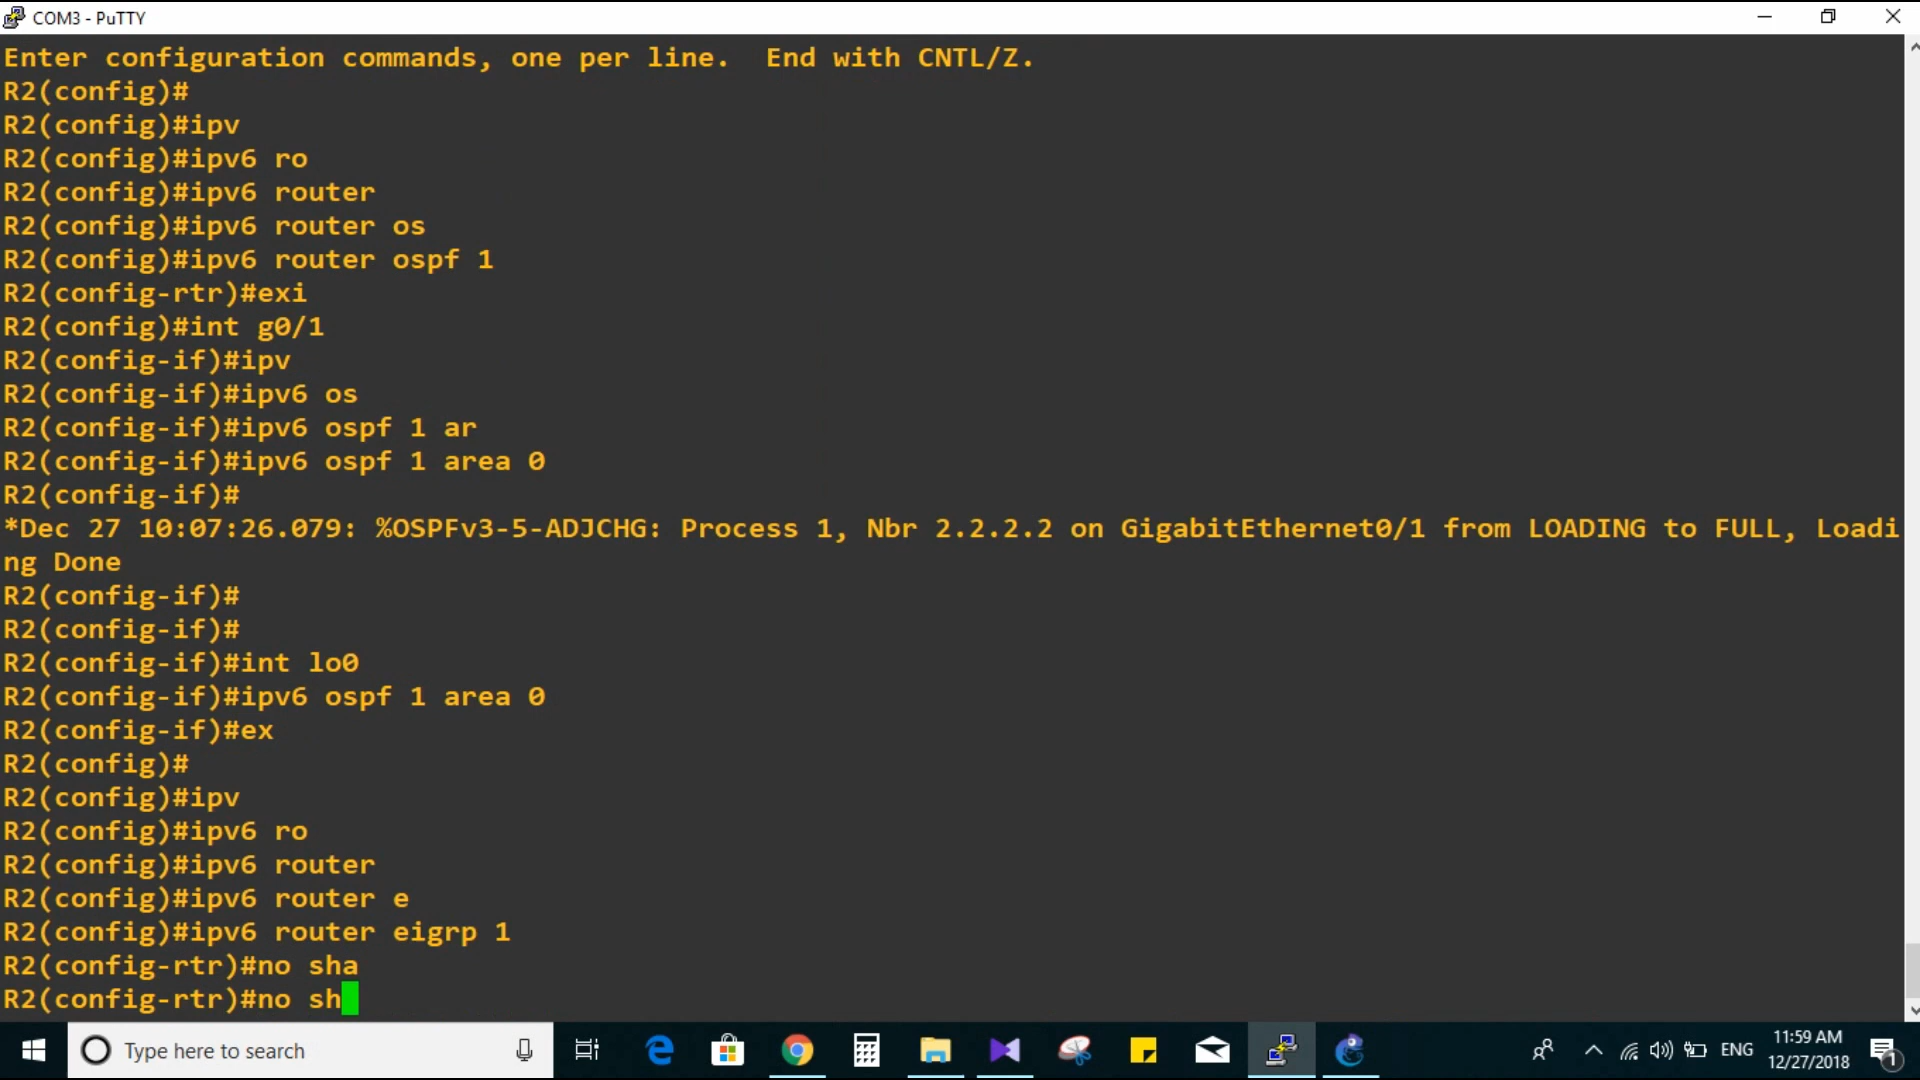 COM3 - PuTTY
Enter configuration commands, one per line.  End with CNTL/Z.
R2(config)#
R2(config)#ipv
R2(config)#ipv6 ro
R2(config)#ipv6 router
R2(config)#ipv6 router os
R2(config)#ipv6 router ospf 1
R2(config-rtr)#exi
R2(config)#int g0/1
R2(config-if)#ipv
R2(config-if)#ipv6 os
R2(config-if)#ipv6 ospf 1 ar
R2(config-if)#ipv6 ospf 1 area 0
R2(config-if)#
*Dec 27 10:07:26.079: %OSPFv3-5-ADJCHG: Process 1, Nbr 2.2.2.2 on GigabitEthernet0/1 from LOADING to FULL, Loadi
ng Done
R2(config-if)#
R2(config-if)#
R2(config-if)#int lo0
R2(config-if)#ipv6 ospf 1 area 0
R2(config-if)#ex
R2(config)#
R2(config)#ipv
R2(config)#ipv6 ro
R2(config)#ipv6 router
R2(config)#ipv6 router e
R2(config)#ipv6 router eigrp 1
R2(config-rtr)#no sha
R2(config-rtr)#no sh
Type here to search
ENG
11:59 AM
12/27/2018
1